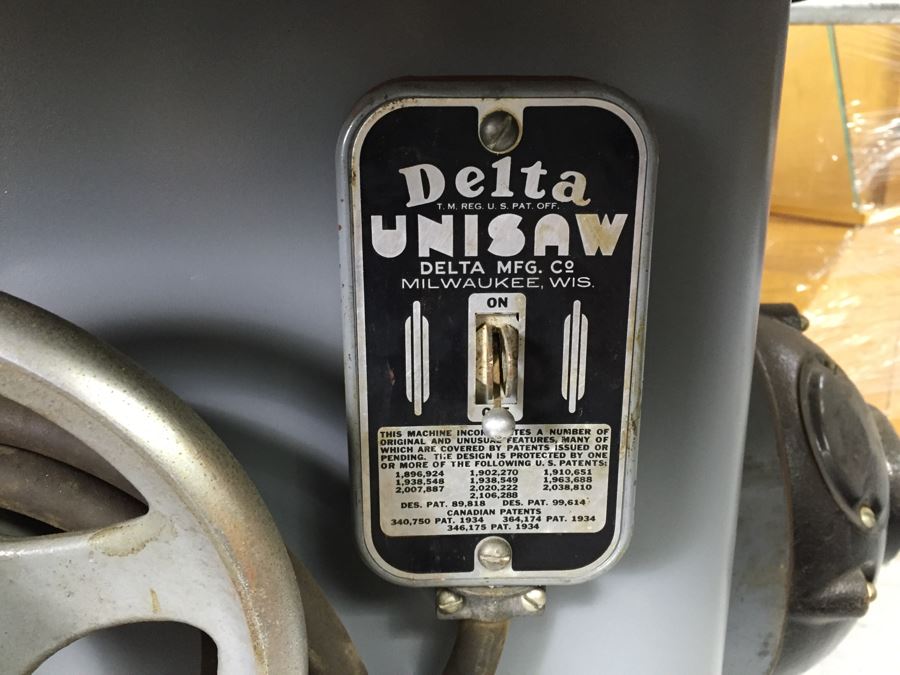 Delta
T. M. REG. U. S. PAT. OFF.
UNISAW
DELTA MFG. Co
MILWAUKEE, WIS.
ON
THIS MACHINE INCORPORATES A NUMBER OF
ORIGINAL AND UNUSUAL FEATURES, MANY OF
WHICH ARE COVERED BY PATENTS ISSUED OR
PENDING. THE DESIGN IS PROTECTED BY ONE
OR MORE OF THE FOLLOWING U. S. PATENTS:
1,896,924 1,902,270 1,910,651
1,938,548 1,938,549 1,963,688
2,007,887 2,020,222 2,038,810
2,106,288
DES. PAT. 89,818 DES. PAT. 99,614
CANADIAN PATENTS
340,750 PAT. 1934 364,174 PAT. 1934
346,175 PAT. 1934